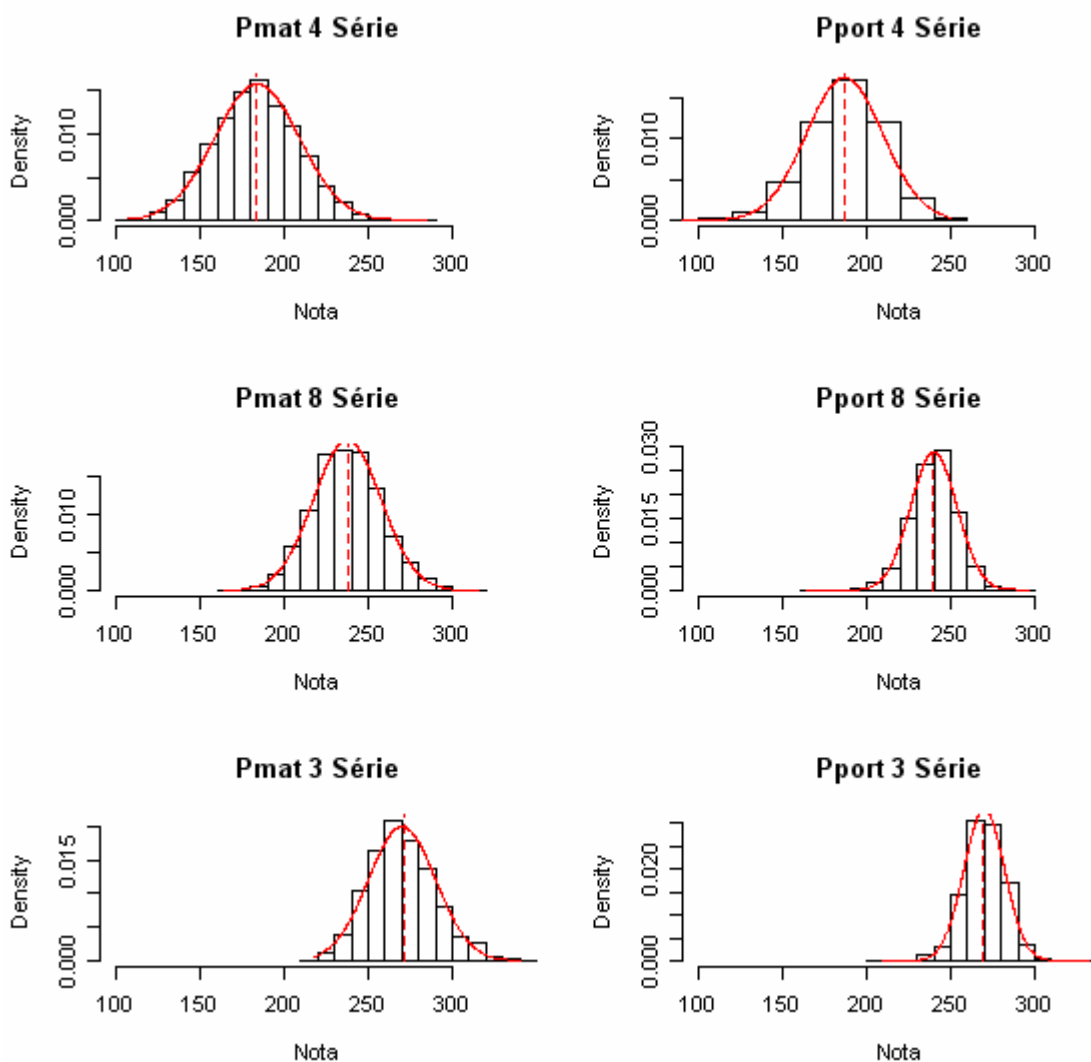 Pmat 4 Série
Density
0.000 0.010
100 150 200 250 300
Nota
Pport 4 Série
Density
0.000 0.010
100 150 200 250 300
Nota
Pmat 8 Série
Density
0.000 0.010
100 150 200 250 300
Nota
Pport 8 Série
Density
0.000 0.015 0.030
100 150 200 250 300
Nota
Pmat 3 Série
Density
0.000 0.015
100 150 200 250 300
Nota
Pport 3 Série
Density
0.000 0.020
100 150 200 250 300
Nota